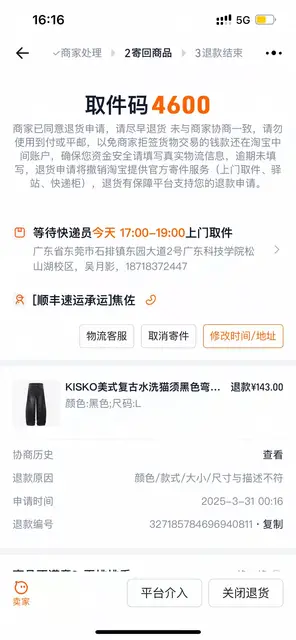 16:16
5G 50
✓商家处理 2寄回商品 3退款结束
取件码4600
商家已同意退货申请，请尽早退货 未与商家协商一致，请勿
使用到付或平邮，以免商家拒签货物交易的钱款还在淘宝中
间账户，确保您资金安全请填写真实物流信息，逾期未填
写，退货申请将撤销淘宝提供官方寄件服务（上门取件、驿
站、快递柜），退货有保障平台支持您的退款申请。
等待快递员今天 17:00-19:00上门取件
广东省东莞市石排镇东园大道2号广东科技学院松
山湖校区，吴月影，18718372447
[顺丰速运承运]焦佐
物流客服
取消寄件
修改时间/地址
KISKO美式复古水洗猫须黑色弯... 退款¥143.00
颜色:黑色;尺码:L
协商历史 查看
退款原因 颜色/款式/大小/尺寸与描述不符
申请时间 2025-3-31 00:16
退款编号 327185784696940811·复制
卖家
平台介入
关闭退货